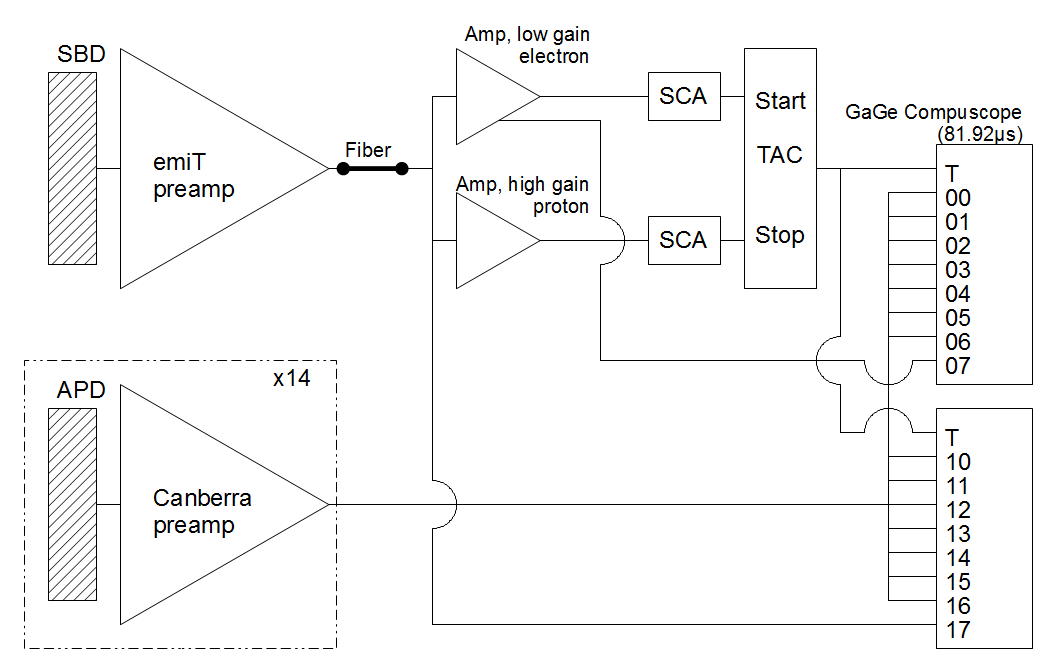 SBD
emiT
preamp
Fiber
Amp, low gain
electron
Amp, high gain
proton
SCA
SCA
Start
TAC
Stop
GaGe Compuscope
(81.92µs)
T
00
01
02
03
04
05
06
07
x14
APD
Canberra
preamp
T
10
11
12
13
14
15
16
17